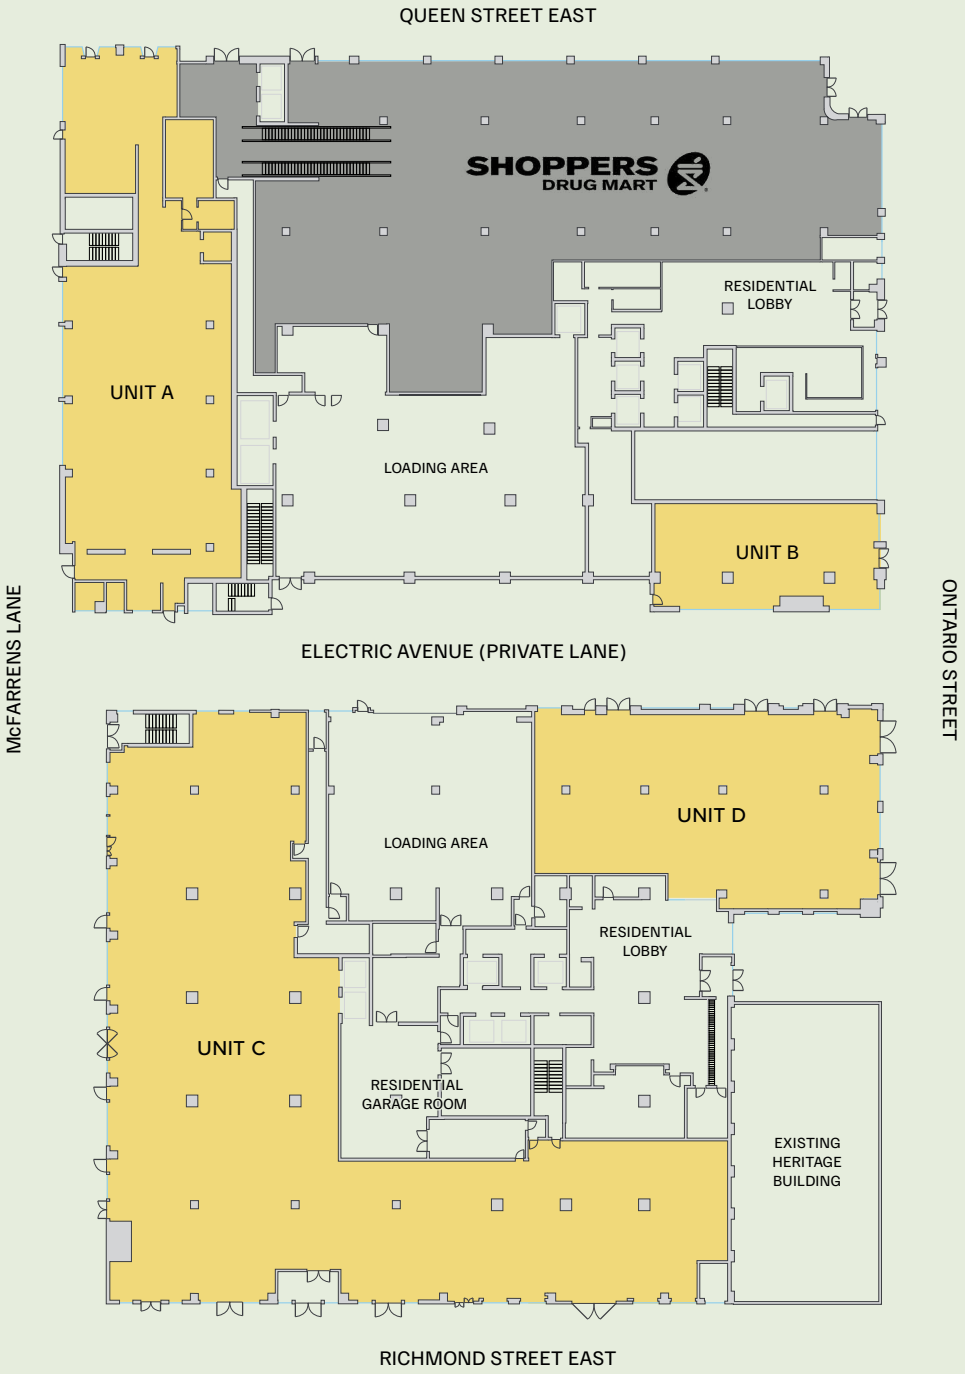 QUEEN STREET EAST
SHOPPERS
DRUG MART
RESIDENTIAL
LOBBY
UNIT A
LOADING AREA
UNIT B
McFARRENS LANE
ONTARIO STREET
ELECTRIC AVENUE (PRIVATE LANE)
UNIT D
LOADING AREA
RESIDENTIAL
LOBBY
UNIT C
RESIDENTIAL
GARAGE ROOM
EXISTING
HERITAGE
BUILDING
RICHMOND STREET EAST